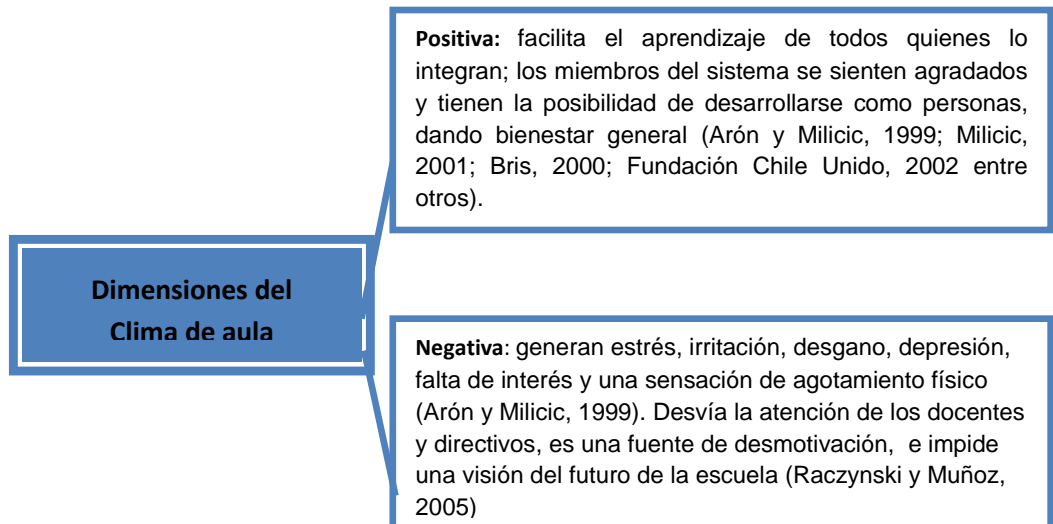 Positiva: facilita el aprendizaje de todos quienes lo
integran; los miembros del sistema se sienten agradados
y tienen la posibilidad de desarrollarse como personas,
dando bienestar general (Arón y Milicic, 1999; Milicic,
2001; Bris, 2000; Fundación Chile Unido, 2002 entre
otros).
Dimensiones del
Clima de aula
Negativa: generan estrés, irritación, desgano, depresión,
falta de interés y una sensación de agotamiento físico
(Arón y Milicic, 1999). Desvía la atención de los docentes
y directivos, es una fuente de desmotivación, e impide
una visión del futuro de la escuela (Raczynski y Muñoz,
2005)